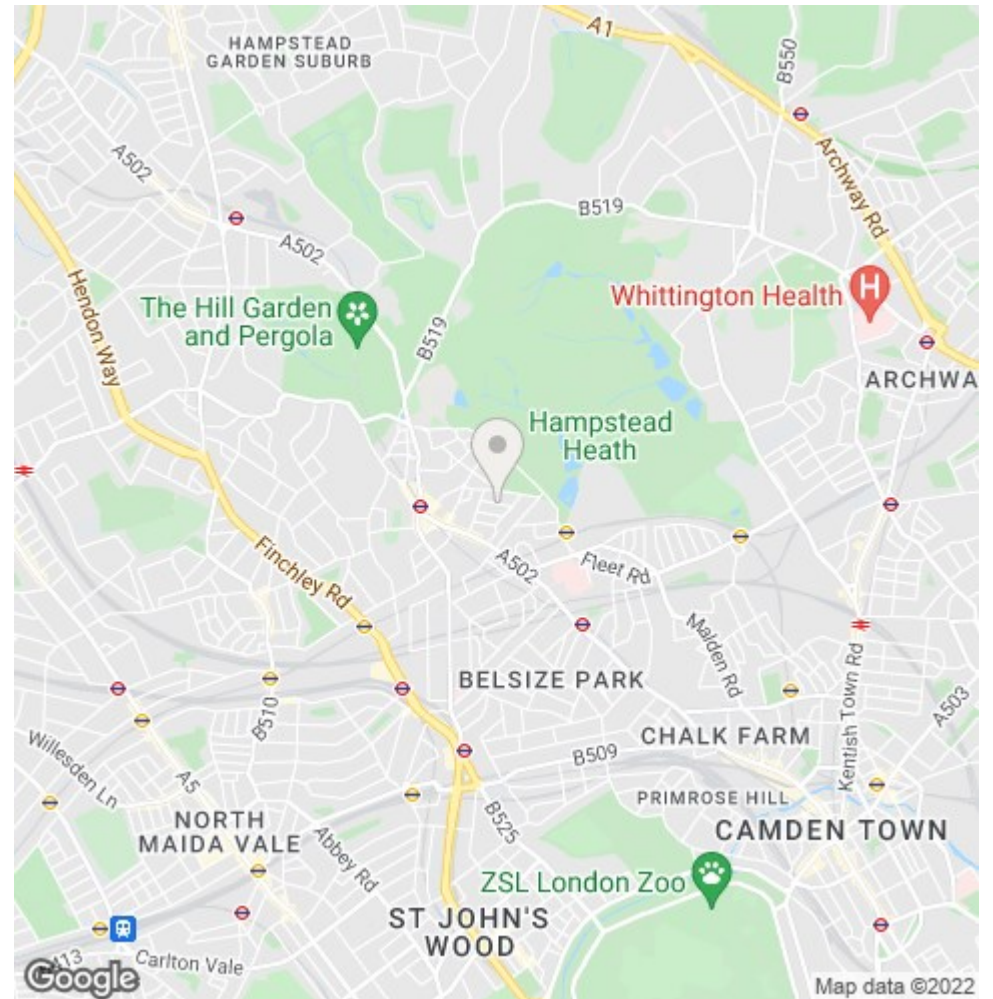 HAMPSTEAD
GARDEN SUBURB
A1
B550
A502
Archway Rd
B519
A502
Hendon Way
The Hill Garden
and Pergola
B519
Whittington Health
H
ARCHWA
Hampstead
Heath
Finchley Rd
A502
Fleet Rd
Malden Rd
BELSIZE PARK
Kentish Town Rd
A503
B510
CHALK FARM
B509
Willesden Ln
A5
PRIMROSE HILL
NORTH
MAIDA VALE
Abbey Rd
B525
CAMDEN TOWN
ZSL London Zoo
ST JOHN'S
WOOD
413
Carlton Vale
Google
Map data ©2022